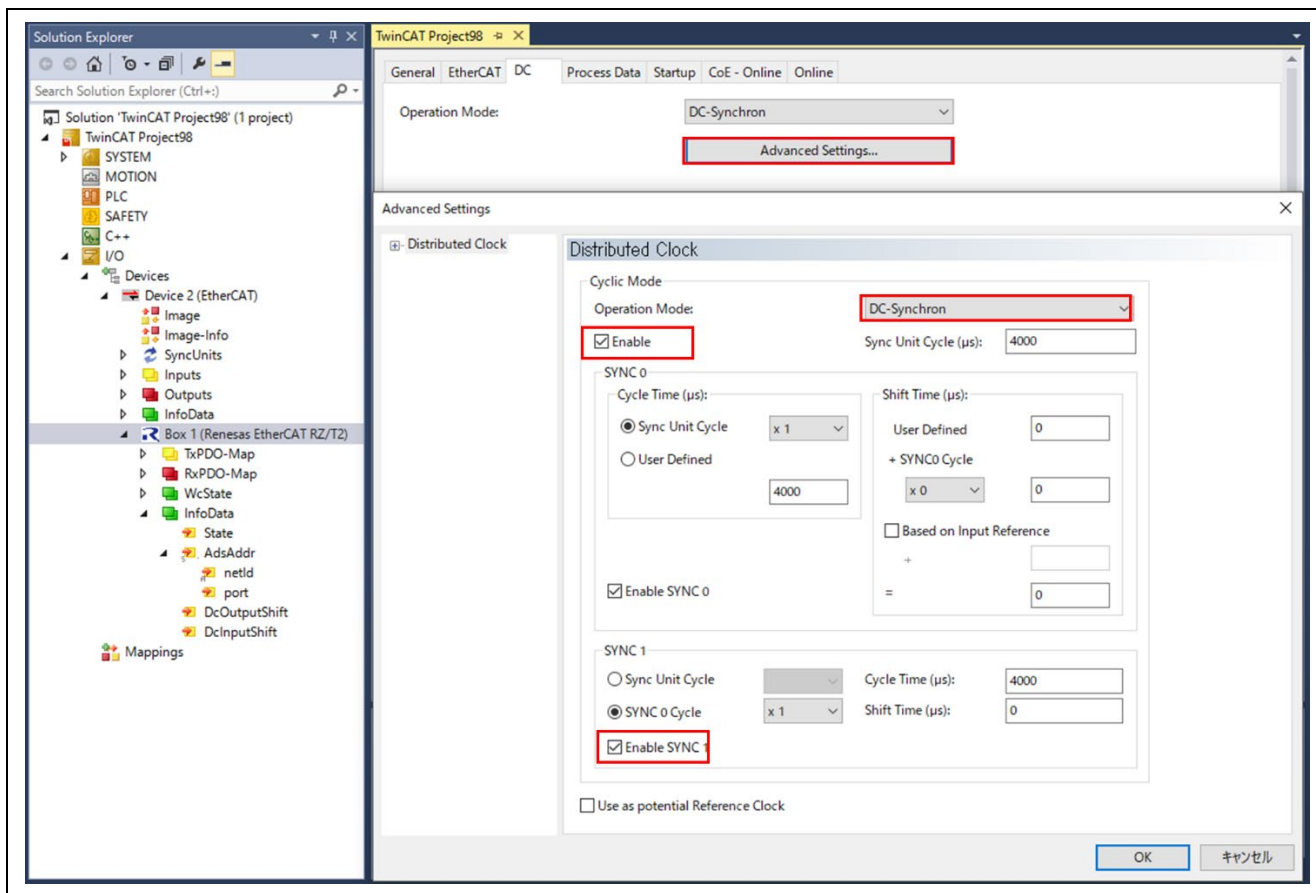 Solution Explorer
Search Solution Explorer (Ctrl+:)
Solution 'TwinCAT Project98' (1 project)
TwinCAT Project98
SYSTEM
MOTION
PLC
SAFETY
C++
I/O
Devices
Device 2 (EtherCAT)
Image
Image-Info
SyncUnits
Inputs
Outputs
InfoData
Box 1 (Renesas EtherCAT RZ/T2)
TxPDO-Map
RxPDO-Map
WcState
InfoData
State
AdsAddr
netId
port
DcOutputShift
DcInputShift
Mappings
TwinCAT Project98
General EtherCAT DC Process Data Startup CoE - Online Online
Operation Mode: DC-Synchron
Advanced Settings...
Advanced Settings
Distributed Clock
Distributed Clock
Cyclic Mode
Operation Mode: DC-Synchron
Enable Sync Unit Cycle (µs): 4000
SYNC 0
Cycle Time (µs):
Sync Unit Cycle x 1
User Defined
4000
Enable SYNC 0
Shift Time (µs):
User Defined 0
+ SYNC0 Cycle
x 0 0
Based on Input Reference
+
= 0
SYNC 1
Sync Unit Cycle Cycle Time (µs): 4000
SYNC 0 Cycle x 1 Shift Time (µs): 0
Enable SYNC 1
Use as potential Reference Clock
OK キャンセル